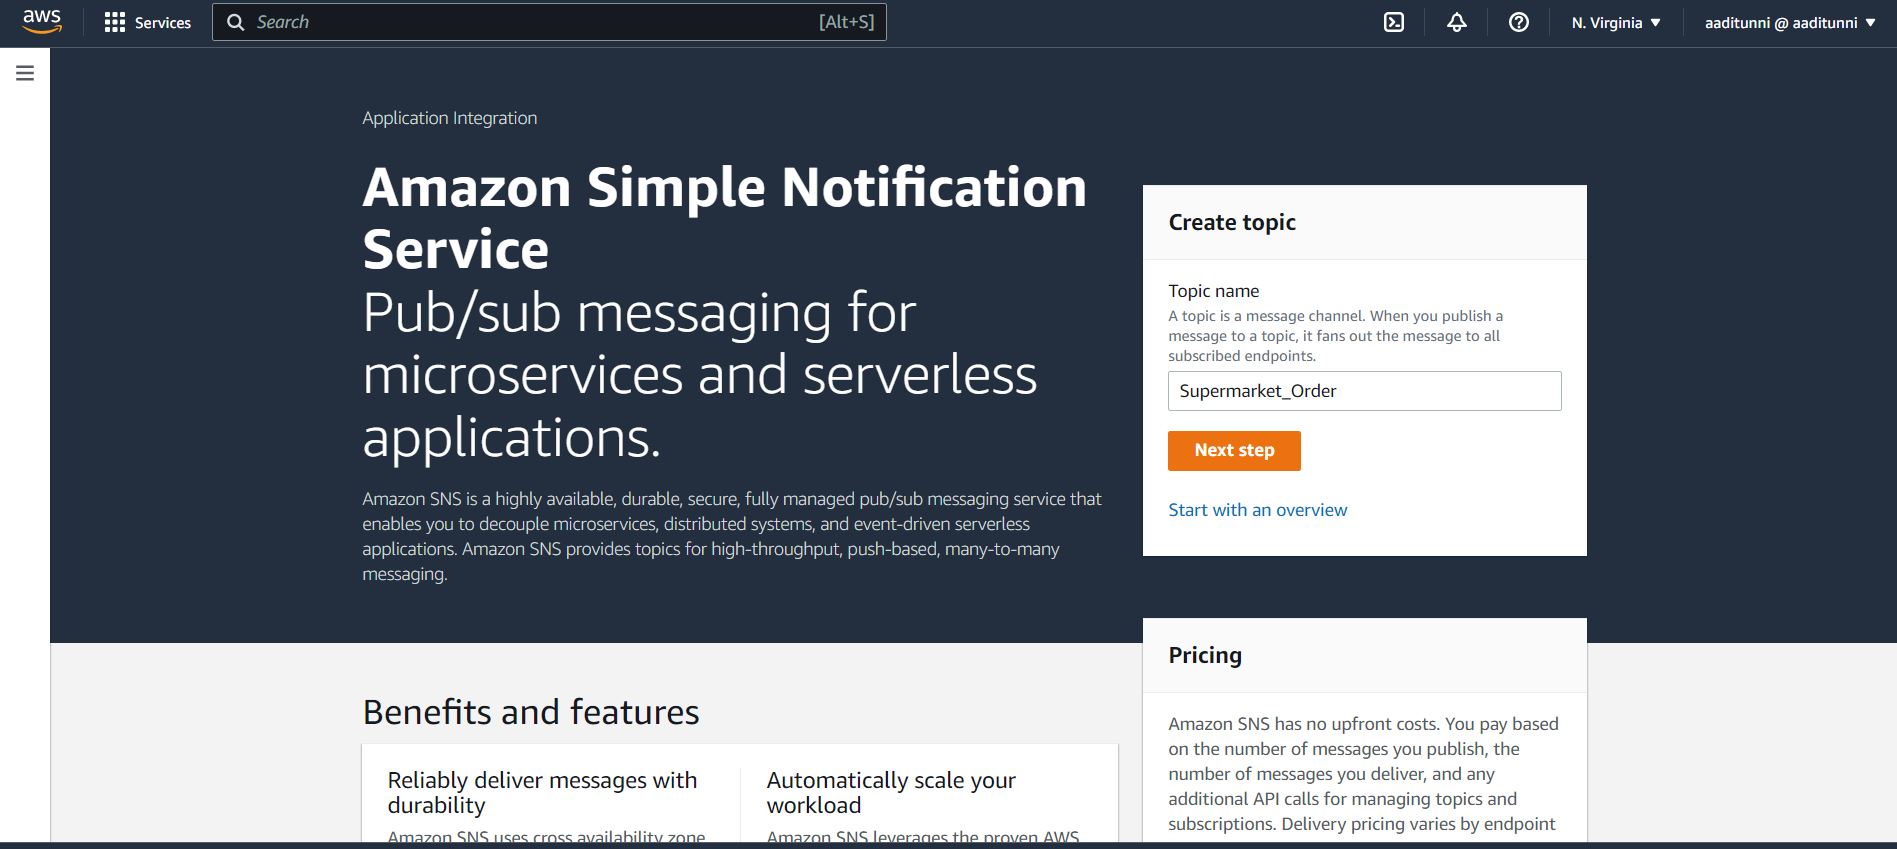 aws
Services
Search
[Alt+S]
N. Virginia
aaditunni @ aaditunni
Application Integration
Amazon Simple Notification
Service
Pub/sub messaging for
microservices and serverless
applications.
Amazon SNS is a highly available, durable, secure, fully managed pub/sub messaging service that
enables you to decouple microservices, distributed systems, and event-driven serverless
applications. Amazon SNS provides topics for high-throughput, push-based, many-to-many
messaging.
Create topic
Topic name
A topic is a message channel. When you publish a
message to a topic, it fans out the message to all
subscribed endpoints.
Supermarket_Order
Next step
Start with an overview
Benefits and features
Reliably deliver messages with
durability
Amazon SNS uses cross availability zone
Automatically scale your
workload
Amazon SNS leverages the proven AWS
Pricing
Amazon SNS has no upfront costs. You pay based
on the number of messages you publish, the
number of messages you deliver, and any
additional API calls for managing topics and
subscriptions. Delivery pricing varies by endpoint